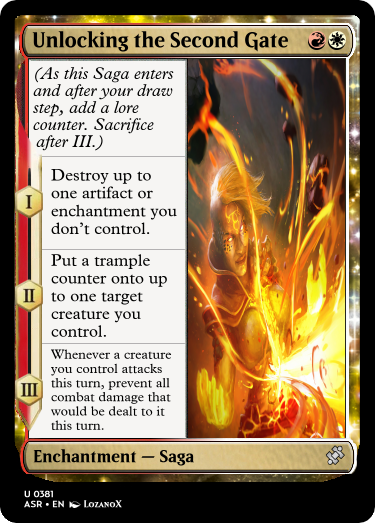 Unlocking the Second Gate
(As this Saga enters
and after your draw
step, add a lore
counter. Sacrifice
after III.)
I
Destroy up to
one artifact or
enchantment you
don't control.
II
Put a trample
counter onto up
to one target
creature you
control.
III
Whenever a creature
you control attacks
this turn, prevent all
combat damage that
would be dealt to it
this turn.
Enchantment — Saga
U 0381
ASR • EN LozanoX